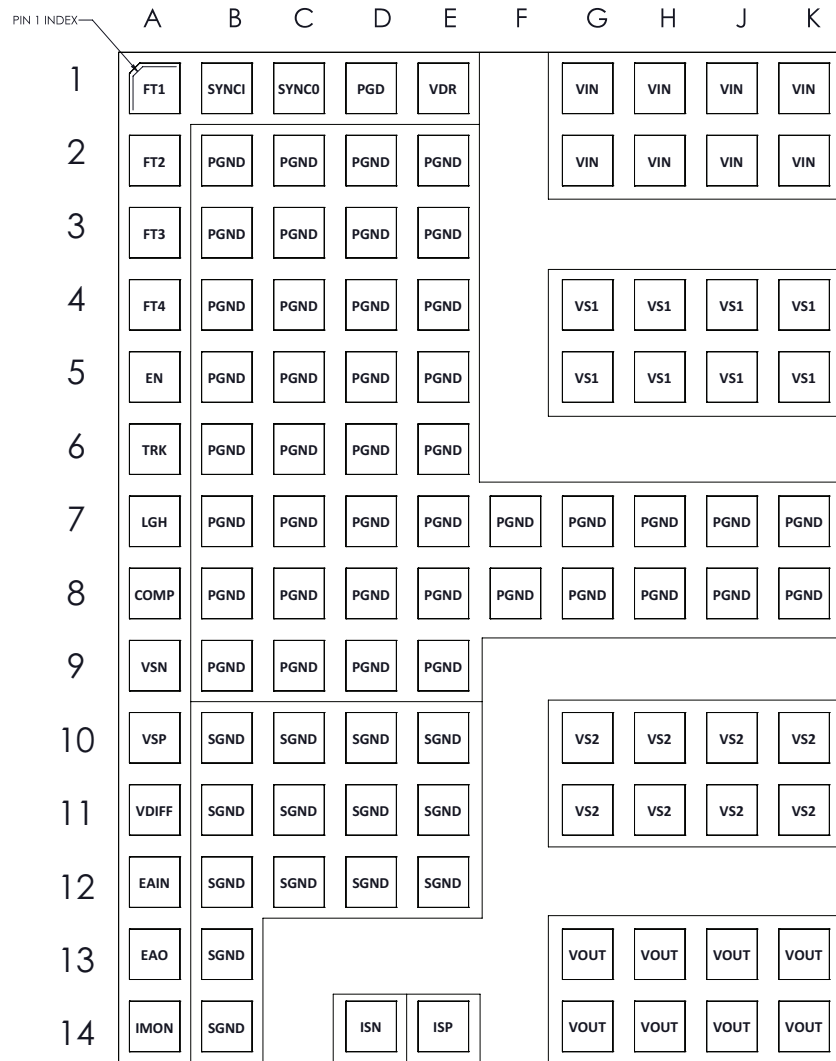 PIN 1 INDEX A B C D E F G H J K
1 FT1 SYNCI SYNC0 PGD VDR VIN VIN VIN VIN
2 FT2 PGND PGND PGND PGND VIN VIN VIN VIN
3 FT3 PGND PGND PGND PGND
4 FT4 PGND PGND PGND PGND VS1 VS1 VS1 VS1
5 EN PGND PGND PGND PGND VS1 VS1 VS1 VS1
6 TRK PGND PGND PGND PGND
7 LGH PGND PGND PGND PGND PGND PGND PGND PGND PGND
8 COMP PGND PGND PGND PGND PGND PGND PGND PGND PGND
9 VSN PGND PGND PGND PGND
10 VSP SGND SGND SGND SGND VS2 VS2 VS2 VS2
11 VDIFF SGND SGND SGND SGND VS2 VS2 VS2 VS2
12 EAIN SGND SGND SGND SGND
13 EAO SGND VOUT VOUT VOUT VOUT
14 IMON SGND ISN ISP VOUT VOUT VOUT VOUT